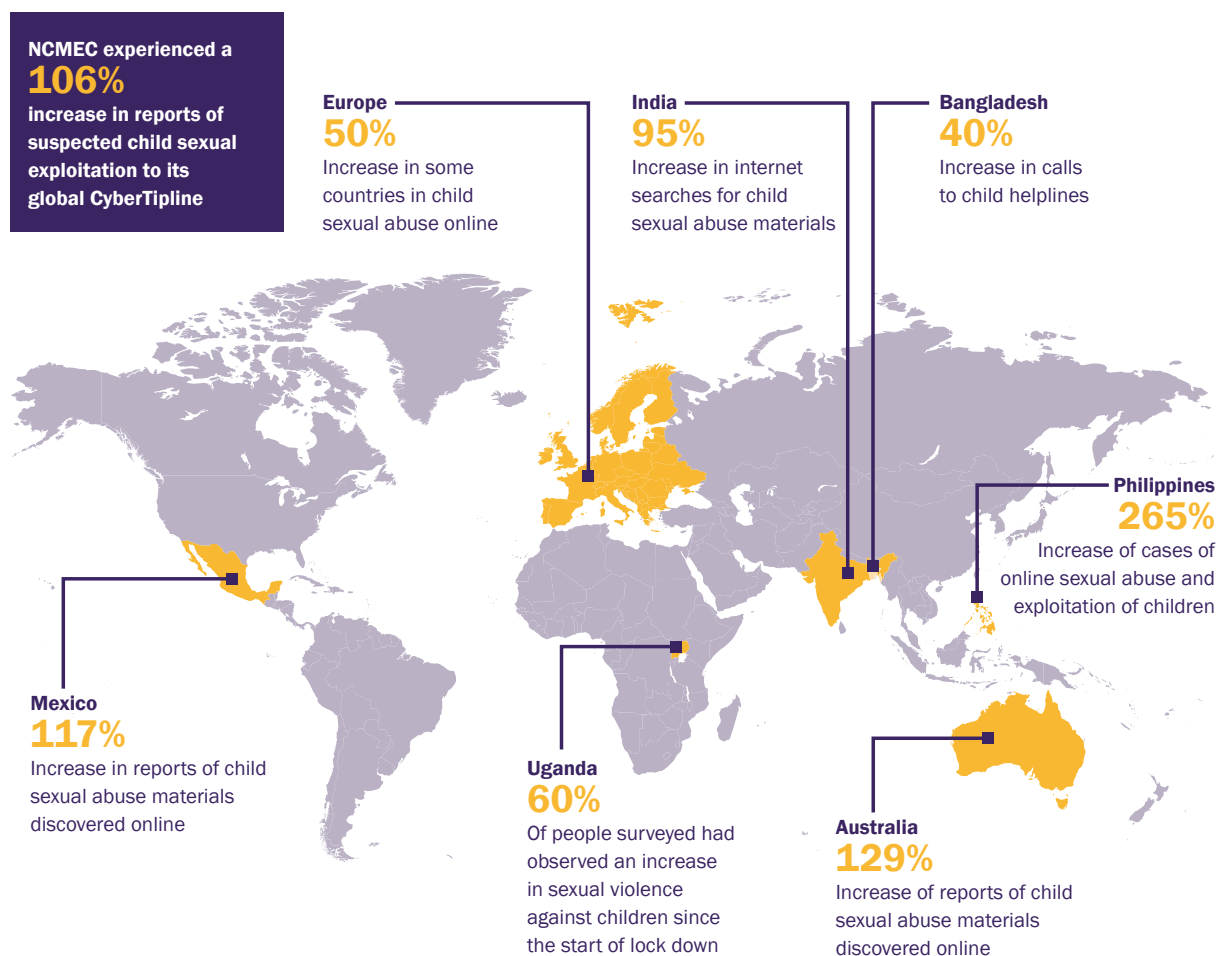 NCMEC experienced a
106%
increase in reports of
suspected child sexual
exploitation to its
global CyberTipline
Europe
50%
Increase in some
countries in child
sexual abuse online
India
95%
Increase in internet
searches for child
sexual abuse materials
Bangladesh
40%
Increase in calls
to child helplines
Philippines
265%
Increase of cases of
online sexual abuse and
exploitation of children
Mexico
117%
Increase in reports of child
sexual abuse materials
discovered online
Uganda
60%
Of people surveyed had
observed an increase
in sexual violence
against children since
the start of lock down
Australia
129%
Increase of reports of child
sexual abuse materials
discovered online